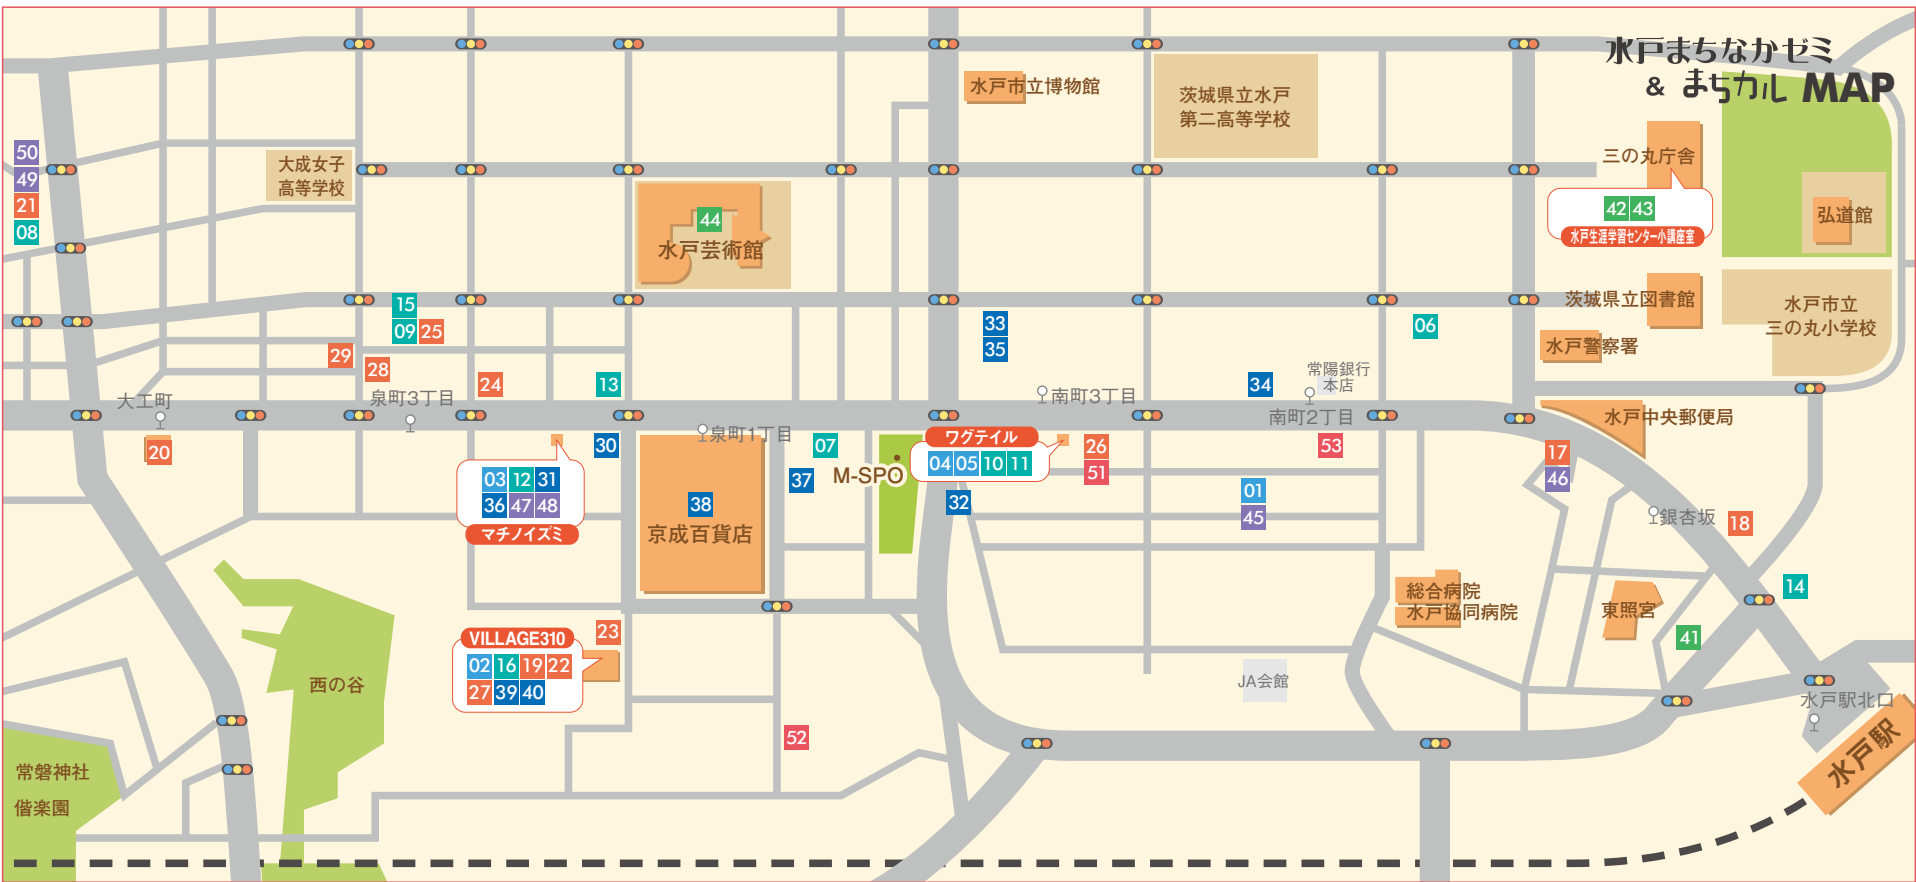 水戸まちなかゼミ
& まちカル MAP
水戸市立博物館
茨城県立水戸
第二高等学校
三の丸庁舎
42 43
水戸生涯学習センター小講座室
弘道館
50
49
21
08
大成女子
高等学校
44
水戸芸術館
茨城県立図書館
水戸市立
三の丸小学校
水戸警察署
15
09 25
33
35
06
29
28
24
13
34
常陽銀行
本店
大工町
泉町3丁目
南町3丁目
南町2丁目
水戸中央郵便局
20
30
泉町1丁目
07
ワグテイル
04 05 10 11
26
51
53
17
46
03 12 31
36 47 48
マチノイズミ
38
京成百貨店
37
M-SPO
32
01
45
銀杏坂
18
総合病院
水戸協同病院
東照宮
14
41
VILLAGE310
02 16 19 22
27 39 40
23
西の谷
JA会館
52
水戸駅北口
水戸駅
常磐神社
偕楽園